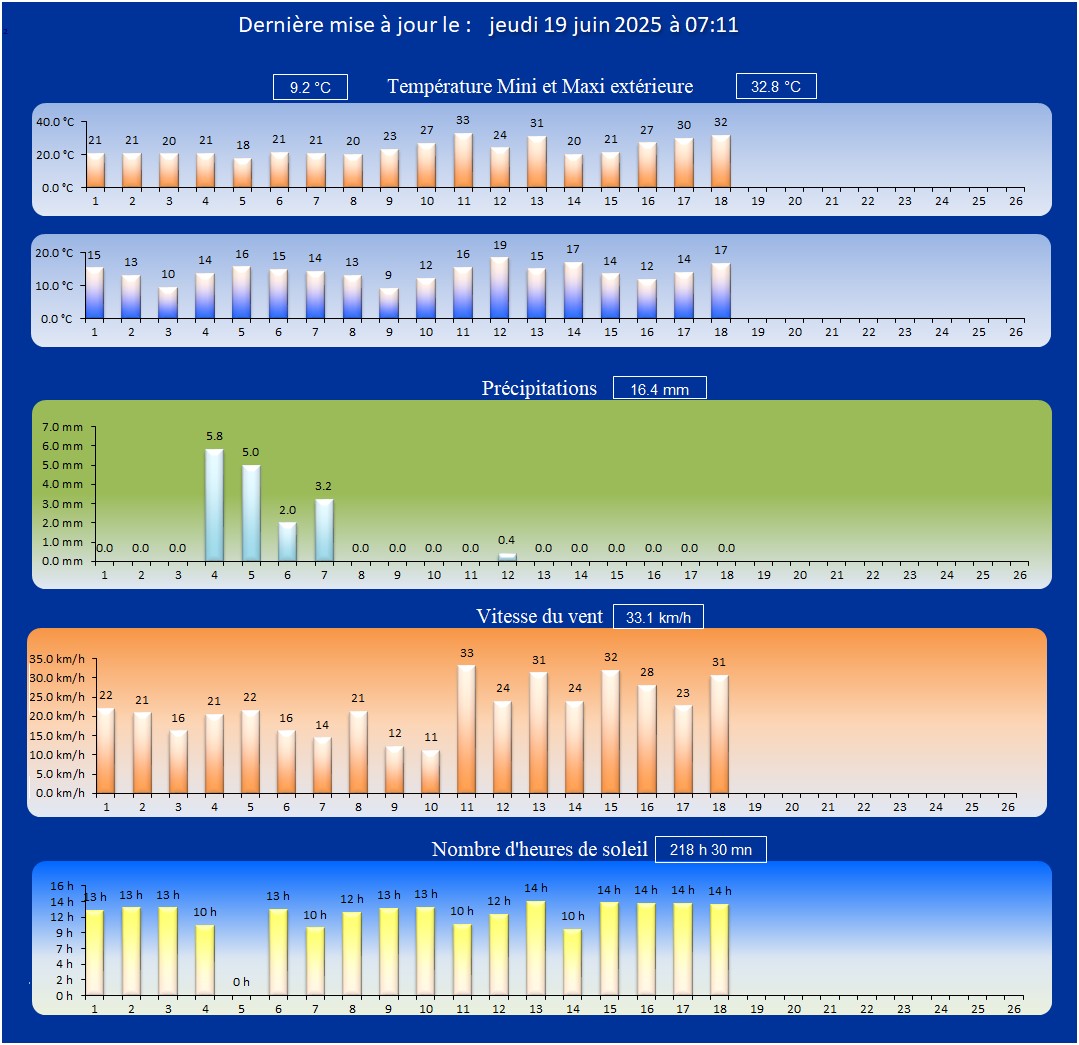 Dernière mise à jour le : jeudi 19 juin 2025 à 07:11
9.2 °C Température Mini et Maxi extérieure 32.8 °C
40.0 °C
20.0 °C
0.0 °C
21 21 20 21 18 21 21 20 23 27 33 24 31 20 21 27 30 32
1 2 3 4 5 6 7 8 9 10 11 12 13 14 15 16 17 18 19 20 21 22 23 24 25 26
20.0 °C
10.0 °C
0.0 °C
15 13 10 14 16 15 14 13 9 12 16 19 15 17 14 12 14 17
1 2 3 4 5 6 7 8 9 10 11 12 13 14 15 16 17 18 19 20 21 22 23 24 25 26
Précipitations 16.4 mm
7.0 mm
6.0 mm
5.0 mm
4.0 mm
3.0 mm
2.0 mm
1.0 mm
0.0 mm
0.0 0.0 0.0 5.8 5.0 2.0 3.2 0.0 0.0 0.0 0.0 0.4 0.0 0.0 0.0 0.0 0.0 0.0
1 2 3 4 5 6 7 8 9 10 11 12 13 14 15 16 17 18 19 20 21 22 23 24 25 26
Vitesse du vent 33.1 km/h
35.0 km/h
30.0 km/h
25.0 km/h
20.0 km/h
15.0 km/h
10.0 km/h
5.0 km/h
0.0 km/h
22 21 16 21 22 16 14 21 12 11 33 24 31 24 32 28 23 31
1 2 3 4 5 6 7 8 9 10 11 12 13 14 15 16 17 18 19 20 21 22 23 24 25 26
Nombre d'heures de soleil 218 h 30 mn
16 h
14 h
12 h
9 h
7 h
4 h
2 h
0 h
13 h 13 h 13 h 10 h 0 h 13 h 10 h 12 h 13 h 13 h 10 h 12 h 14 h 10 h 14 h 14 h 14 h 14 h
1 2 3 4 5 6 7 8 9 10 11 12 13 14 15 16 17 18 19 20 21 22 23 24 25 26